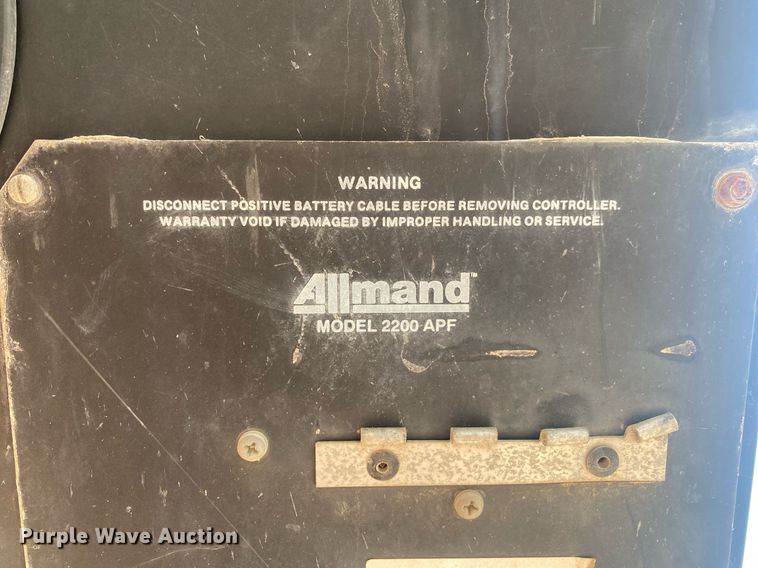 WARNING
DISCONNECT POSITIVE BATTERY CABLE BEFORE REMOVING CONTROLLER.
WARRANTY VOID IF DAMAGED BY IMPROPER HANDLING OR SERVICE.
Allmand™
MODEL 2200 APF
Purple Wave Auction